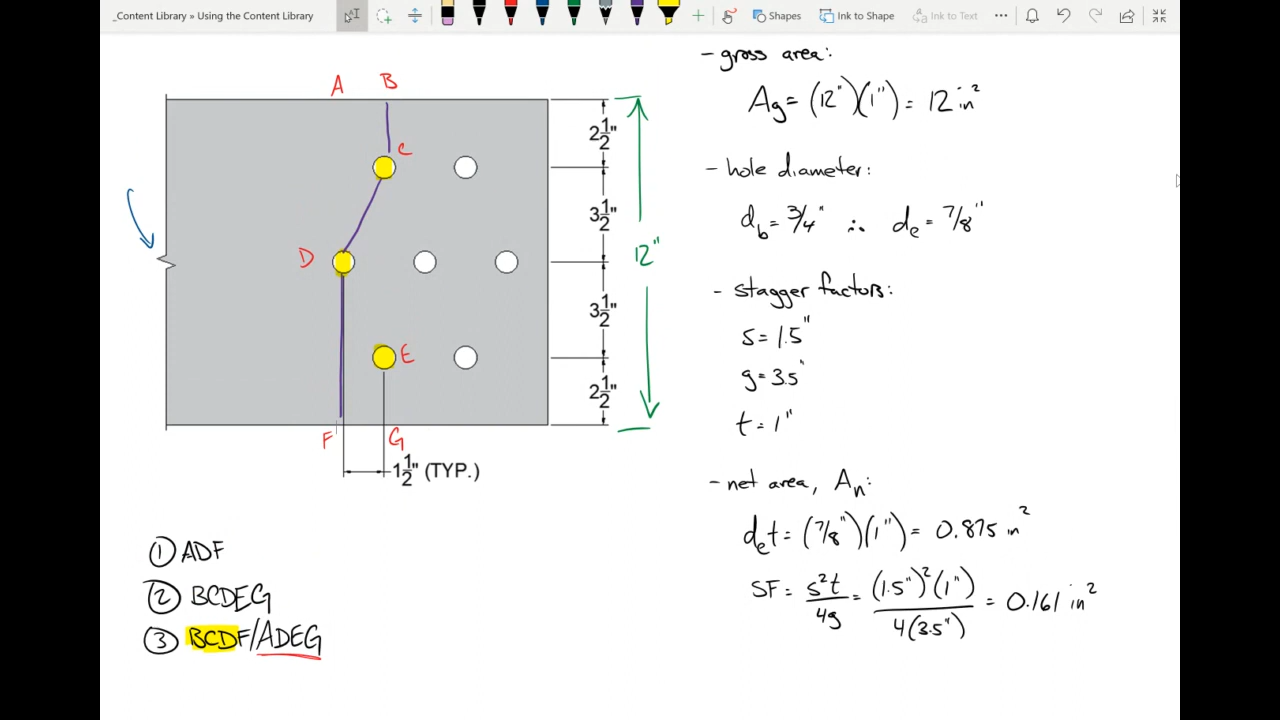 _Content Library » Using the Content Library
Shapes
Ink to Shape
Ink to Text
A
B
C
D
E
F
G
2 1/2"
3 1/2"
3 1/2"
2 1/2"
12"
1 1/2" (TYP.)
① ADF
② BCDEG
③ BCDF/ADEG
- gross area:
Ag = (12")(1") = 12 in²
- hole diameter:
d_b = 3/4" ∴ d_e = 7/8"
- stagger factors:
s = 1.5"
g = 3.5"
t = 1"
- net area, An:
d_e t = (7/8")(1") = 0.875 in²
SF = s²t/4g = (1.5")²(1")/4(3.5") = 0.161 in²